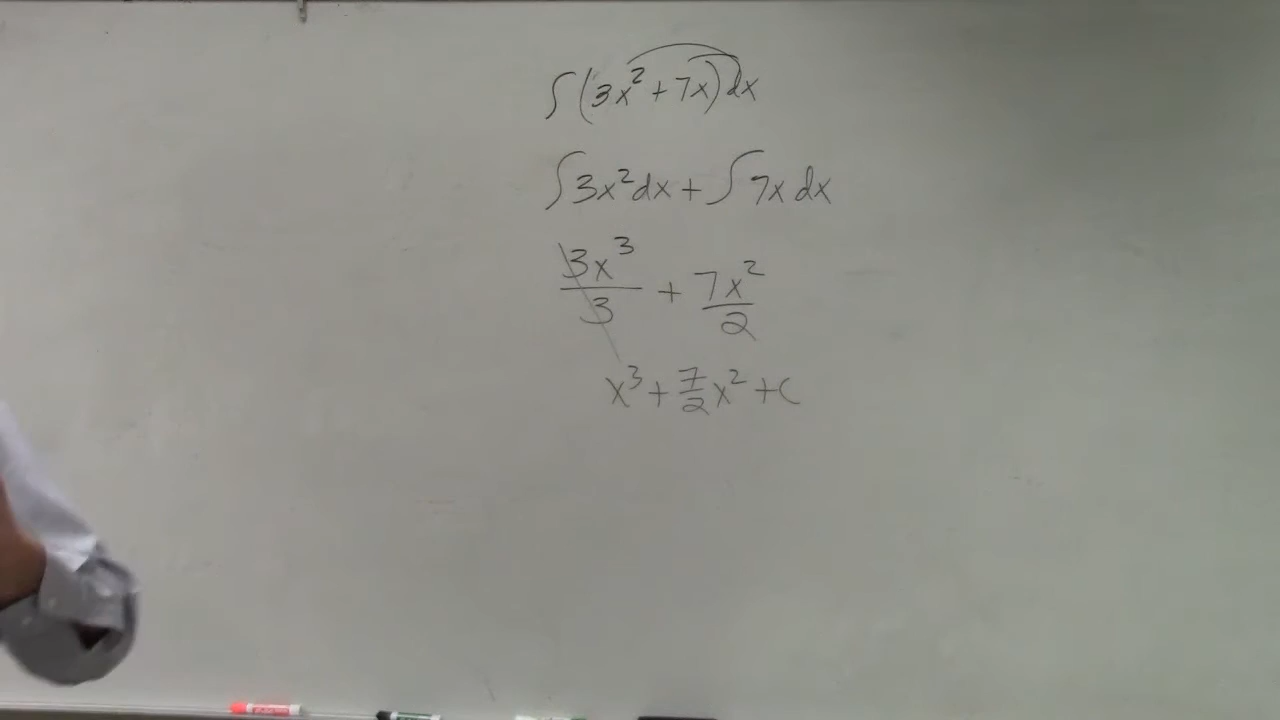 ∫(3x²+7x)dx
∫3x²dx+∫7x dx
3x³/3 + 7x²/2
x³+7/2x²+C